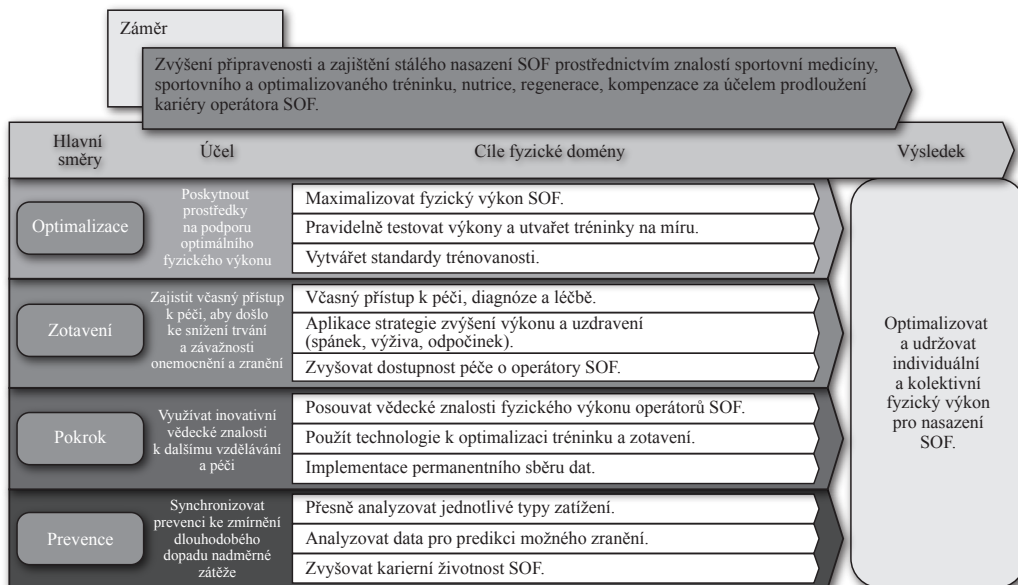 Záměr
Zvýšení připravenosti a zajištění stálého nasazení SOF prostřednictvím znalostí sportovní medicíny,
sportovního a optimalizovaného tréninku, nutrice, regenerace, kompenzace za účelem prodloužení
kariéry operátora SOF.
Hlavní
směry
Účel
Cíle fyzické domény
Výsledek
Optimalizace
Poskytnout
prostředky
na podporu
optimálního
fyzického výkonu
Maximalizovat fyzický výkon SOF.
Pravidelně testovat výkony a utvařet tréninky na míru.
Vytvářet standardy trénovanosti.
Zotavení
Zajistit včasný přístup
k péči, aby došlo
ke snížení trvání
a závažnosti
onemocnění a zranění
Včasný přístup k péči, diagnóze a léčbě.
Aplikace strategie zvýšení výkonu a uzdravení
(spánek, výživa, odpočinek).
Zvyšovat dostupnost péče o operátory SOF.
Pokrok
Využívat inovativní
vědecké znalosti
k dalšímu vzdělávání
a péči
Posouvat vědecké znalosti fyzického výkonu operátorů SOF.
Použít technologie k optimalizaci tréninku a zotavení.
Implementace permanentního sběru dat.
Prevence
Synchronizovat
prevenci ke zmírnění
dlouhodobého
dopadu nadměrné
zátěže
Přesně analyzovat jednotlivé typy zatížení.
Analyzovat data pro predikci možného zranění.
Zvyšovat karierní životnost SOF.
Optimalizovat
a udržovat
individuální
a kolektivní
fyzický výkon
pro nasazení
SOF.